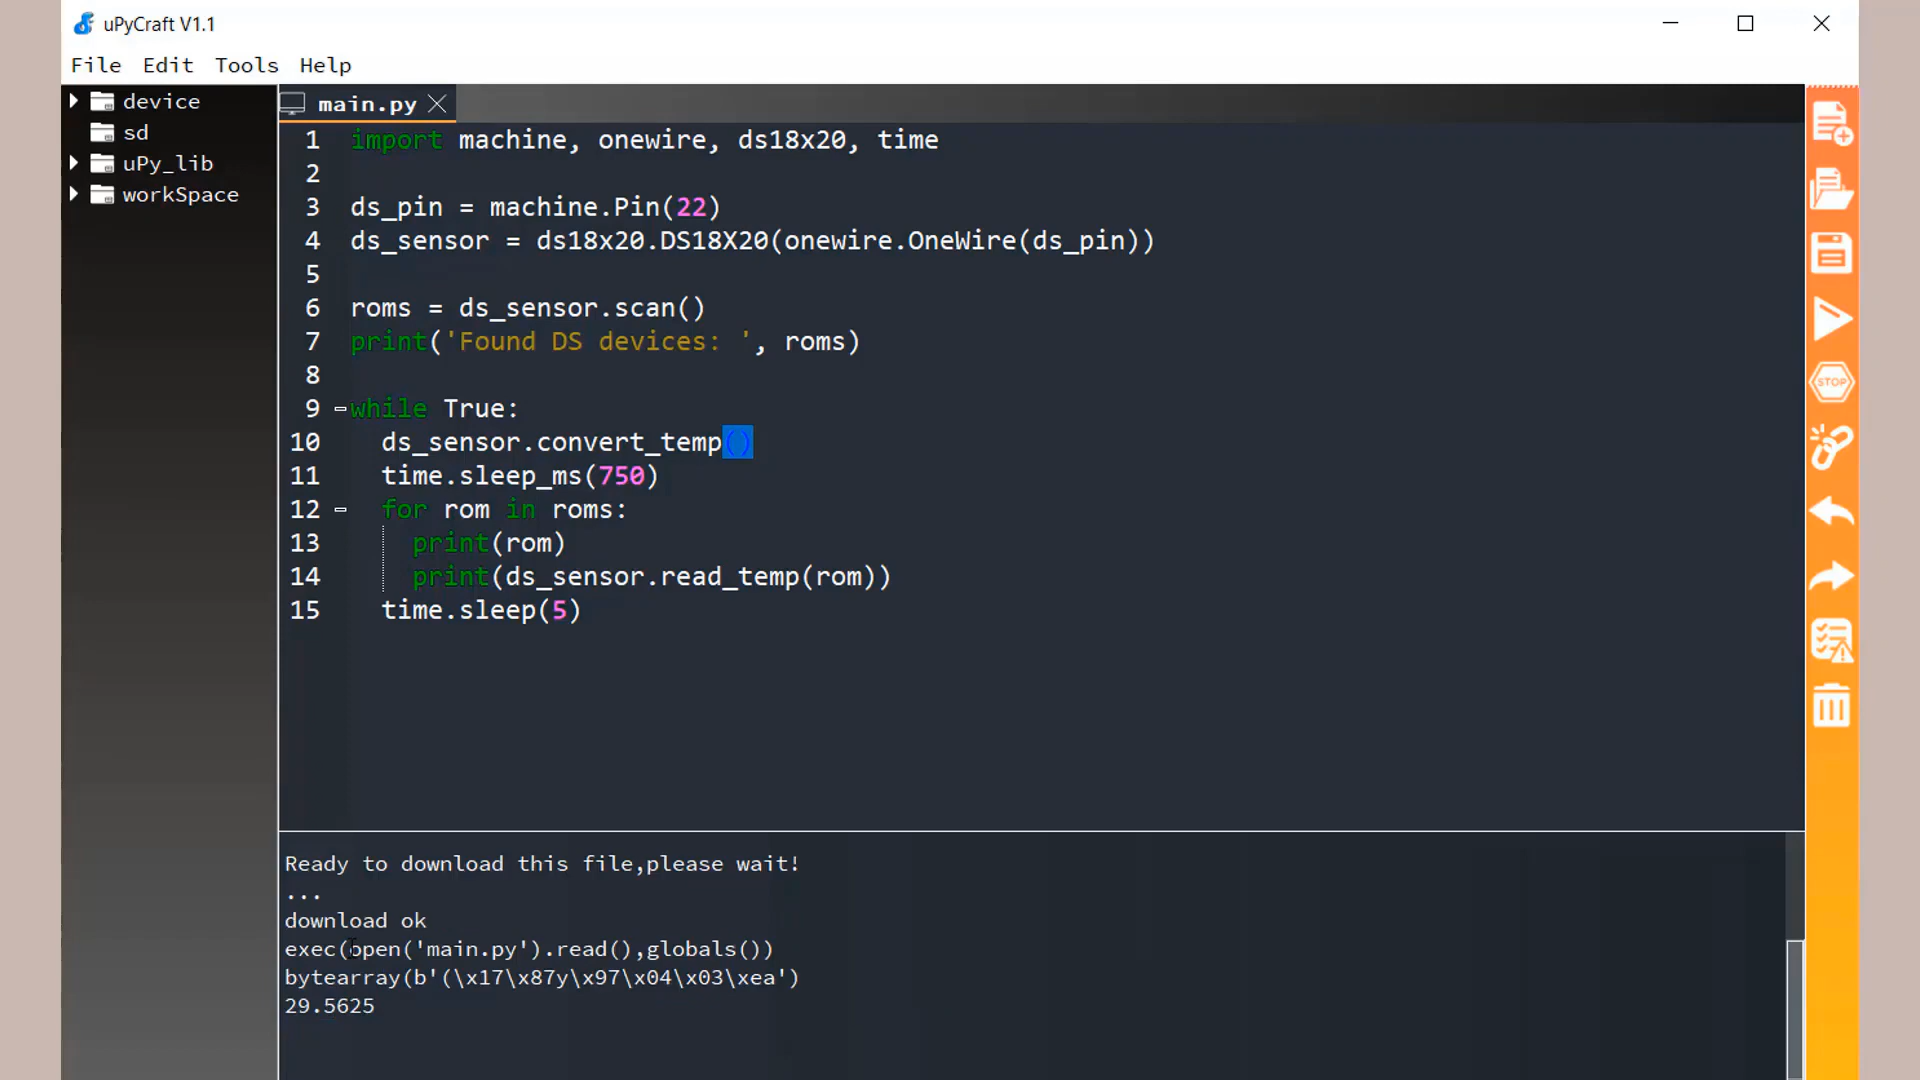 uPyCraft V1.1
File Edit Tools Help
device
sd
uPy_lib
workSpace
main.py
1 import machine, onewire, ds18x20, time
2
3 ds_pin = machine.Pin(22)
4 ds_sensor = ds18x20.DS18X20(onewire.OneWire(ds_pin))
5
6 roms = ds_sensor.scan()
7 print('Found DS devices: ', roms)
8
9 while True:
10 ds_sensor.convert_temp()
11 time.sleep_ms(750)
12 for rom in roms:
13 print(rom)
14 print(ds_sensor.read_temp(rom))
15 time.sleep(5)
STOP
Ready to download this file,please wait!
...
download ok
exec(open('main.py').read(),globals())
bytearray(b'(\x17\x87y\x97\x04\x03\xea')
29.5625